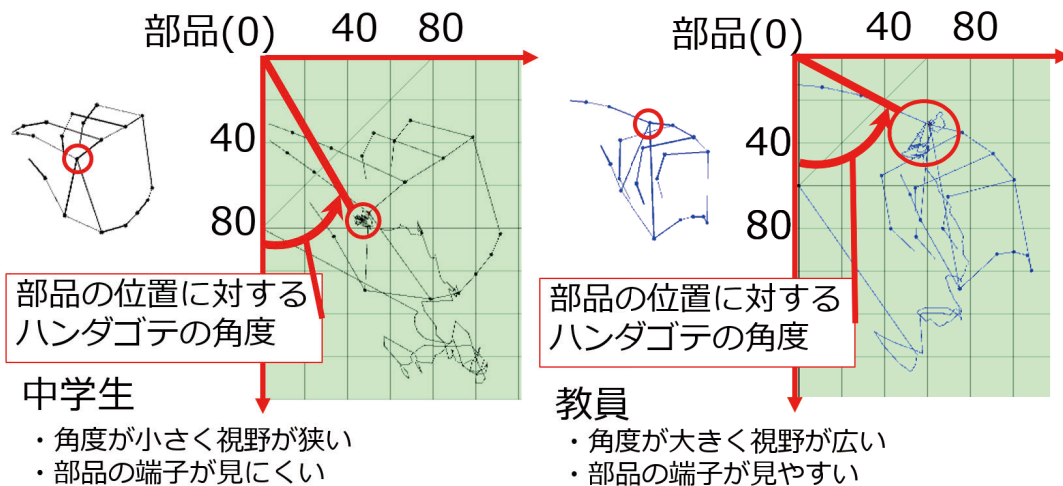 部品(0) 40 80
40
80
部品の位置に対する
ハンダゴテの角度
中学生
・角度が小さく視野が狭い
・部品の端子が見にくい
部品(0) 40 80
40
80
部品の位置に対する
ハンダゴテの角度
教員
・角度が大きく視野が広い
・部品の端子が見やすい